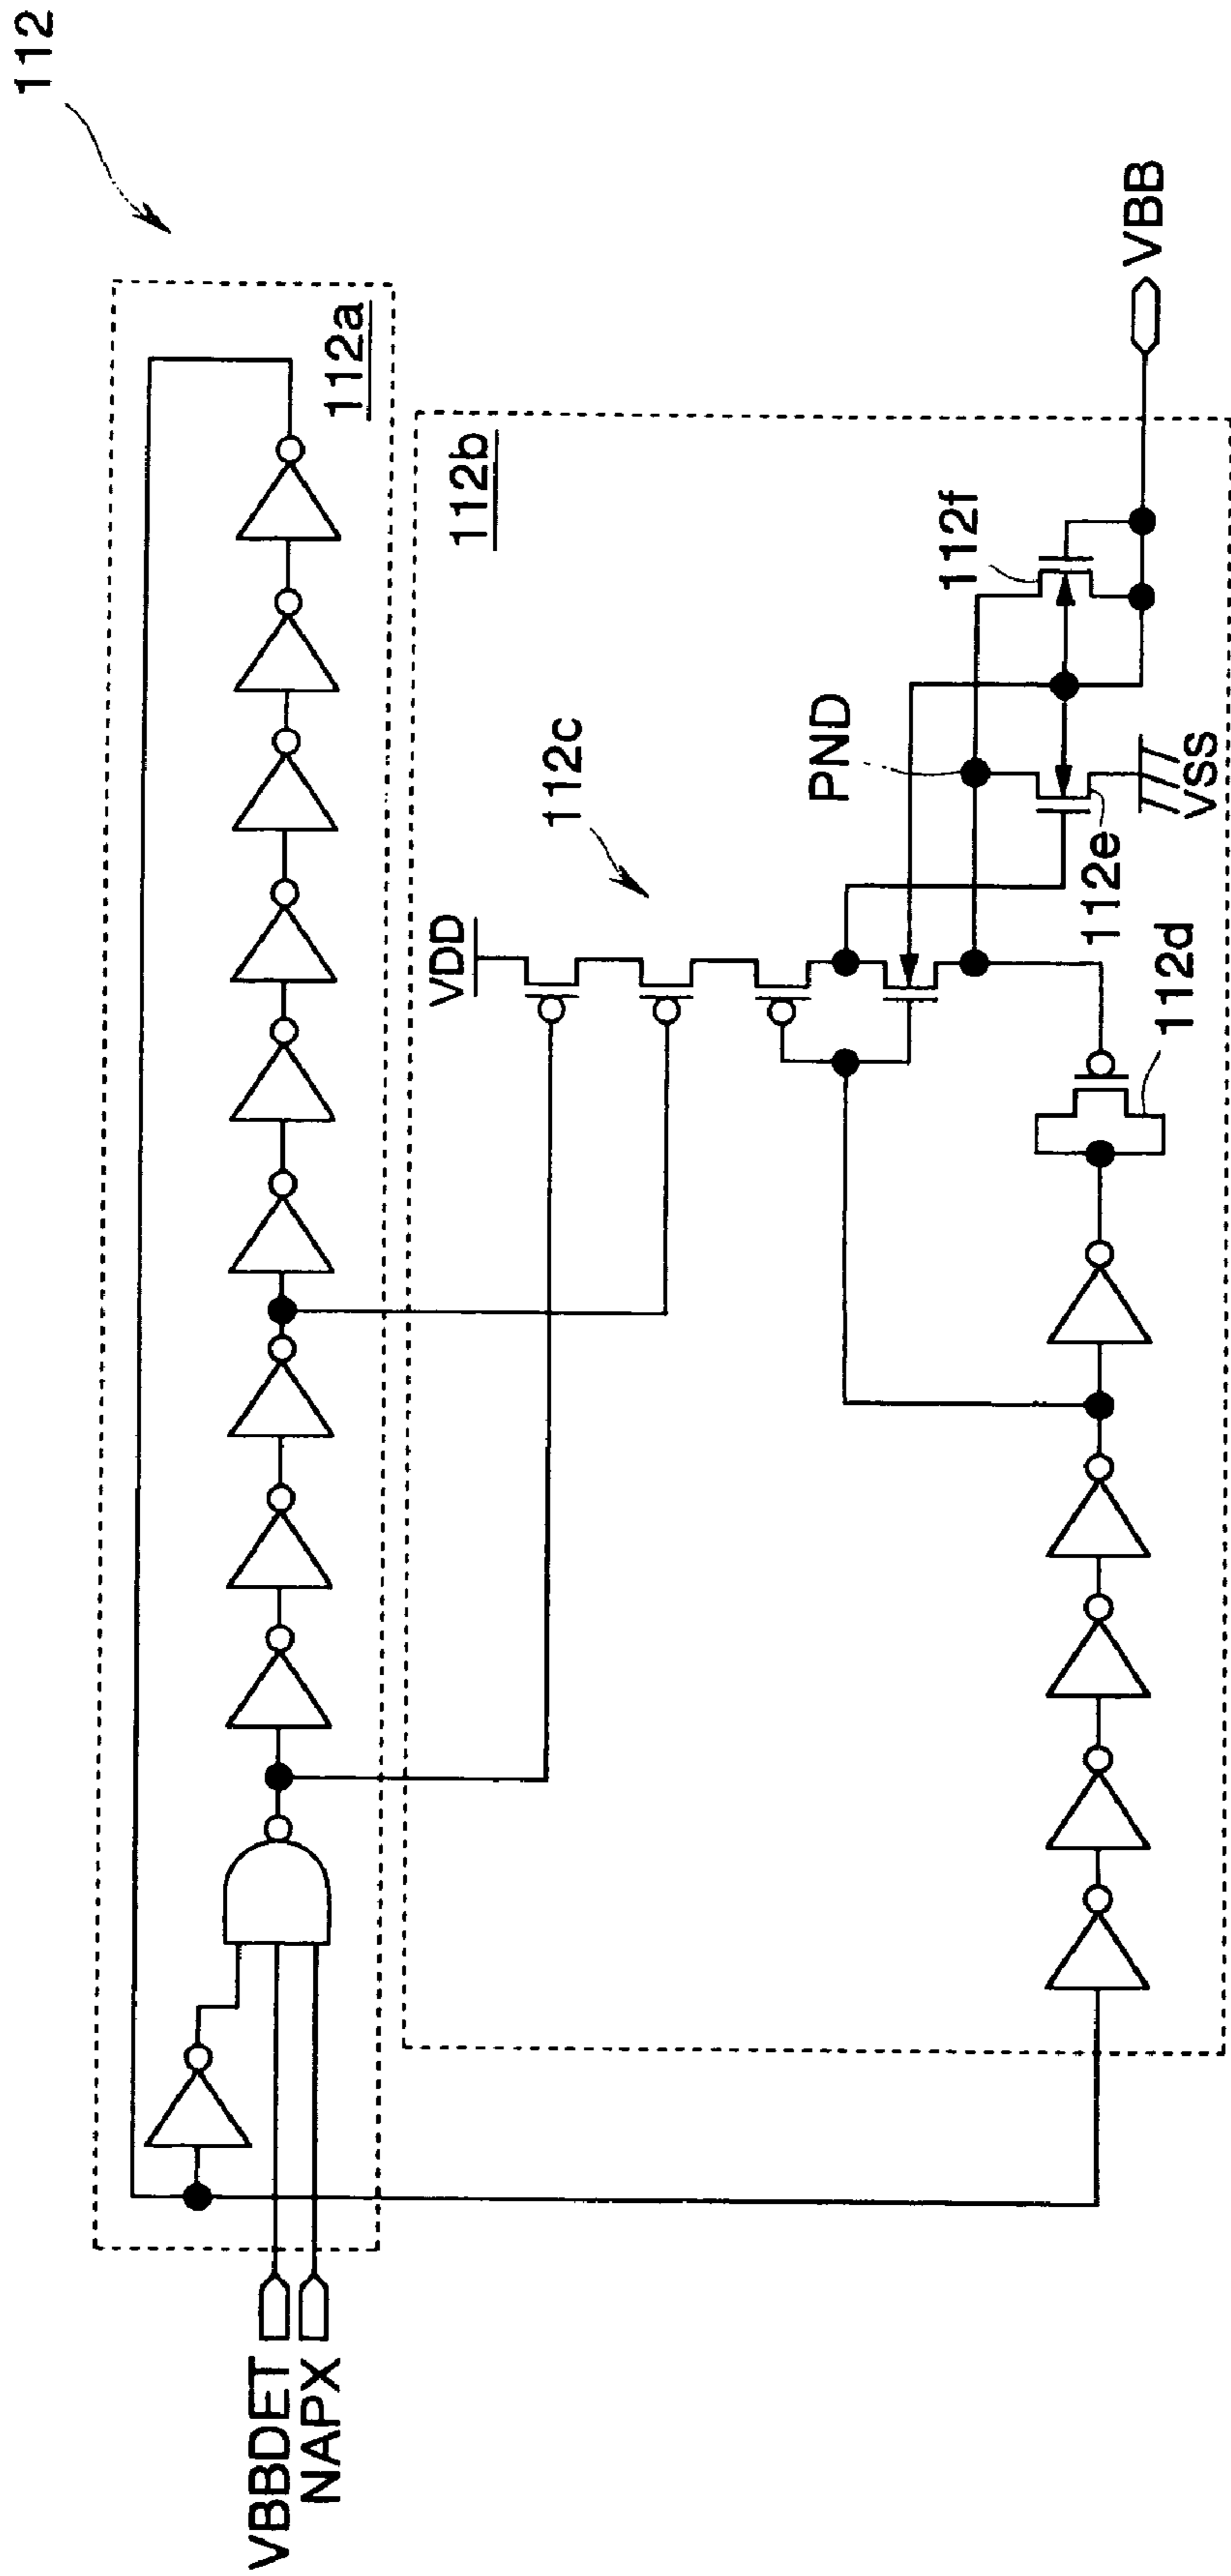 112
112a
112b
VBB
112f
PND
112c
VSS
112e
VDD
112d
VBBDET
NAPX